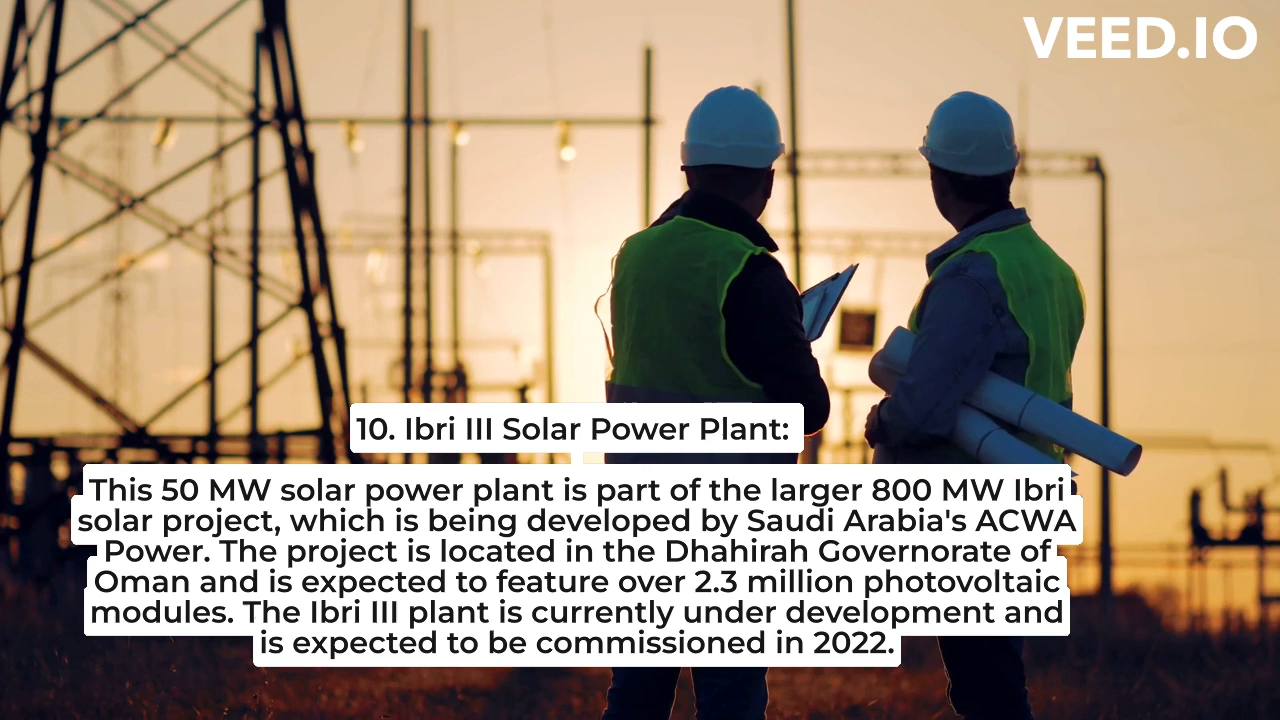 VEED.IO
10. Ibri III Solar Power Plant:
This 50 MW solar power plant is part of the larger 800 MW Bri
solar project, which is being developed by Saudi Arabia's ACWA
Power. The project is located in the Dhahirah Governorate of
Oman and is expected to feature over 2.3 million photovoltaic
modules. The Ibri III plant is currently under development and
is expected to be commissioned in 2022.